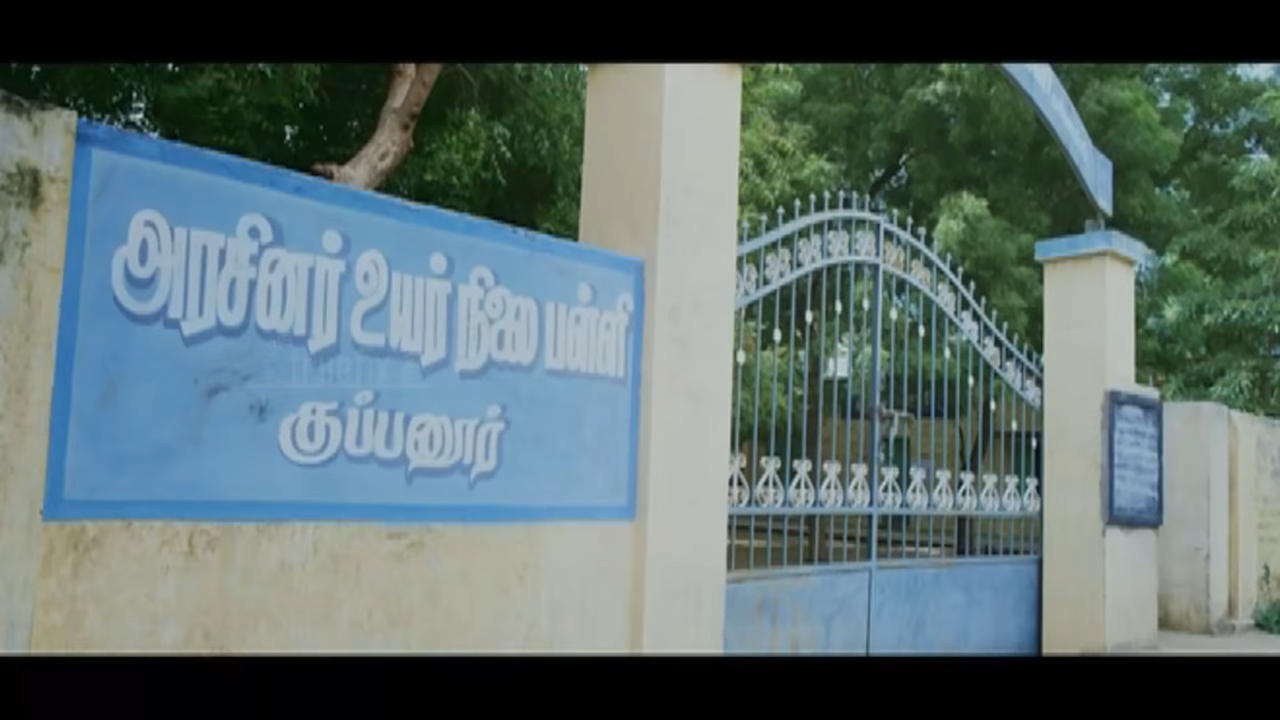 அரசினர் உயர் நிலை பள்ளி
குப்பனூர்